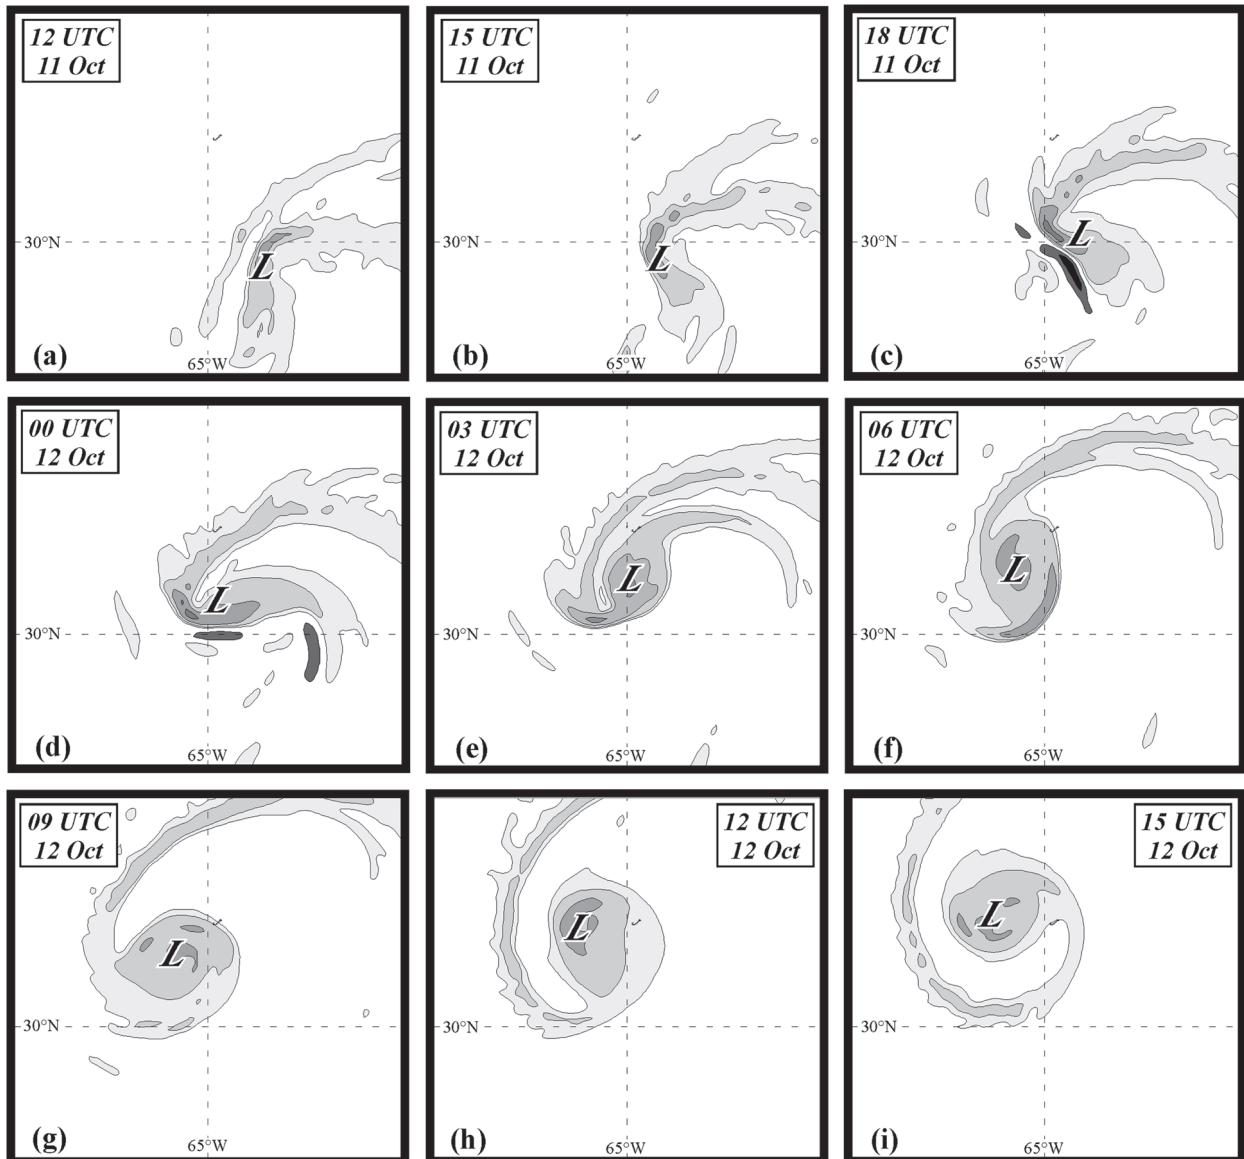 12 UTC
11 Oct
30°N
L
65°W
(a)
15 UTC
11 Oct
30°N
L
65°W
(b)
18 UTC
11 Oct
30°N
L
65°W
(c)
00 UTC
12 Oct
L
30°N
65°W
(d)
03 UTC
12 Oct
L
30°N
65°W
(e)
06 UTC
12 Oct
L
30°N
65°W
(f)
09 UTC
12 Oct
L
30°N
65°W
(g)
12 UTC
12 Oct
L
30°N
65°W
(h)
15 UTC
12 Oct
L
30°N
65°W
(i)